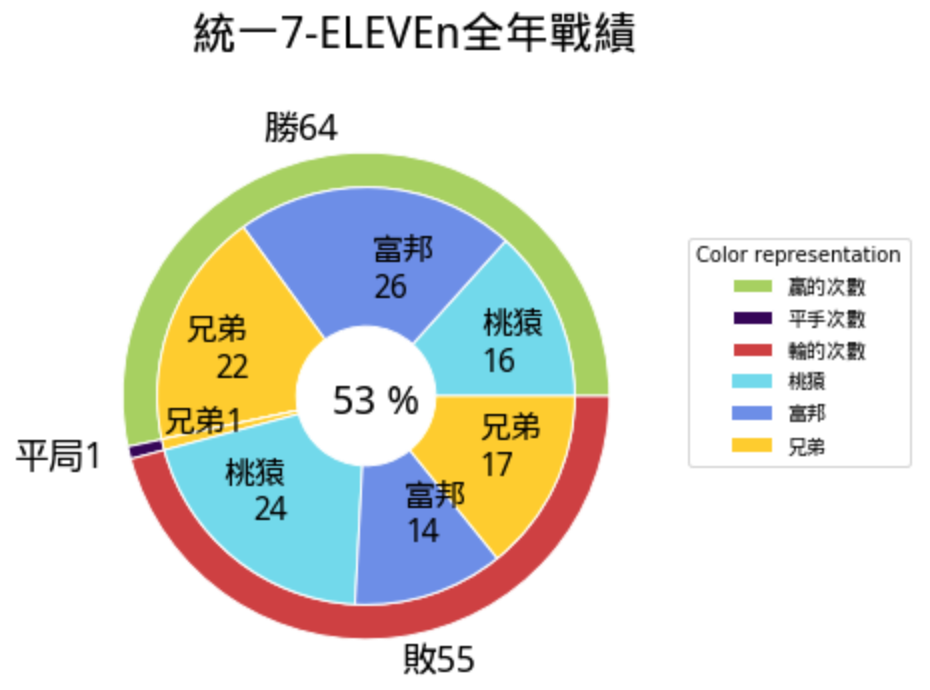 統一7-ELEVEn全年戰績
勝64
富邦
26
桃猿
16
兄弟
22
53 %
兄弟1
平局1
兄弟
17
桃猿
24
富邦
14
敗55
Color representation
贏的次數
平手次數
輸的次數
桃猿
富邦
兄弟